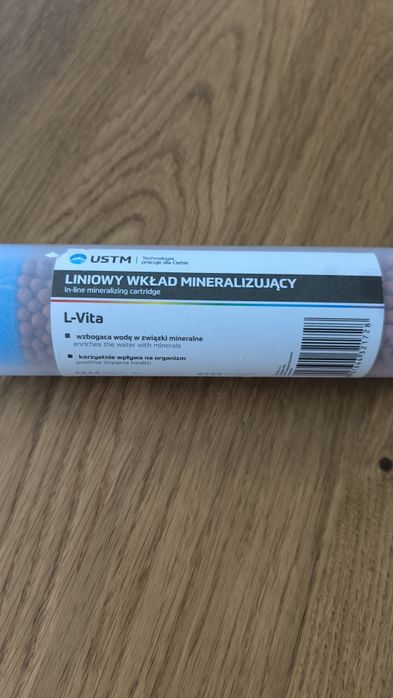 USTM
Technologia
pracuje dla Ciebie
LINIOWY WKŁAD MINERALIZUJĄCY
In-line mineralizing cartridge
L-Vita
wzbogaca wodę w związki mineralne
enriches the water with minerals
korzystnie wpływa na organizm
positive imparts health